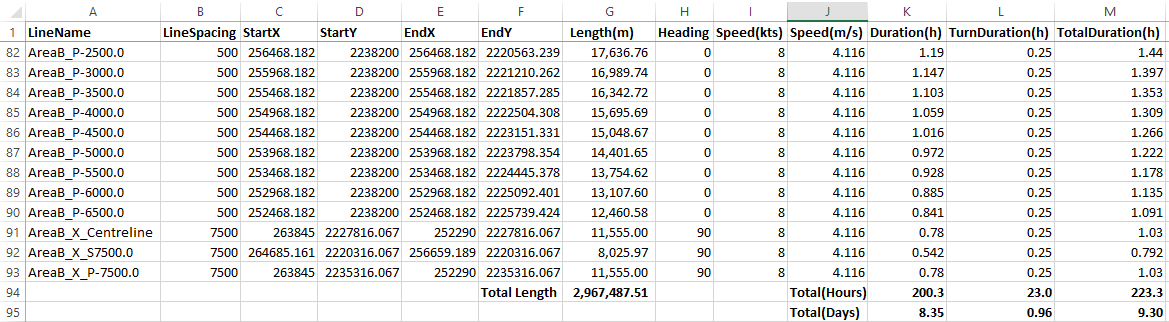 A B C D E F G H I J K L M
1 LineName LineSpacing StartX StartY EndX EndY Length(m) Heading Speed(kts) Speed(m/s) Duration(h) TurnDuration(h) TotalDuration(h)
82 AreaB_P-2500.0 500 256468.182 2238200 256468.182 2220563.239 17,636.76 0 8 4.116 1.19 0.25 1.44
83 AreaB_P-3000.0 500 255968.182 2238200 255968.182 2221210.262 16,989.74 0 8 4.116 1.147 0.25 1.397
84 AreaB_P-3500.0 500 255468.182 2238200 255468.182 2221857.285 16,342.72 0 8 4.116 1.103 0.25 1.353
85 AreaB_P-4000.0 500 254968.182 2238200 254968.182 2222504.308 15,695.69 0 8 4.116 1.059 0.25 1.309
86 AreaB_P-4500.0 500 254468.182 2238200 254468.182 2223151.331 15,048.67 0 8 4.116 1.016 0.25 1.266
87 AreaB_P-5000.0 500 253968.182 2238200 253968.182 2223798.354 14,401.65 0 8 4.116 0.972 0.25 1.222
88 AreaB_P-5500.0 500 253468.182 2238200 253468.182 2224445.378 13,754.62 0 8 4.116 0.928 0.25 1.178
89 AreaB_P-6000.0 500 252968.182 2238200 252968.182 2225092.401 13,107.60 0 8 4.116 0.885 0.25 1.135
90 AreaB_P-6500.0 500 252468.182 2238200 252468.182 2225739.424 12,460.58 0 8 4.116 0.841 0.25 1.091
91 AreaB_X_Centreline 7500 263845 2227816.067 252290 2227816.067 11,555.00 90 8 4.116 0.78 0.25 1.03
92 AreaB_X_S7500.0 7500 264685.161 2220316.067 256659.189 2220316.067 8,025.97 90 8 4.116 0.542 0.25 0.792
93 AreaB_X_P-7500.0 7500 263845 2235316.067 252290 2235316.067 11,555.00 90 8 4.116 0.78 0.25 1.03
94 Total Length 2,967,487.51 Total(Hours) 200.3 23.0 223.3
95 Total(Days) 8.35 0.96 9.30